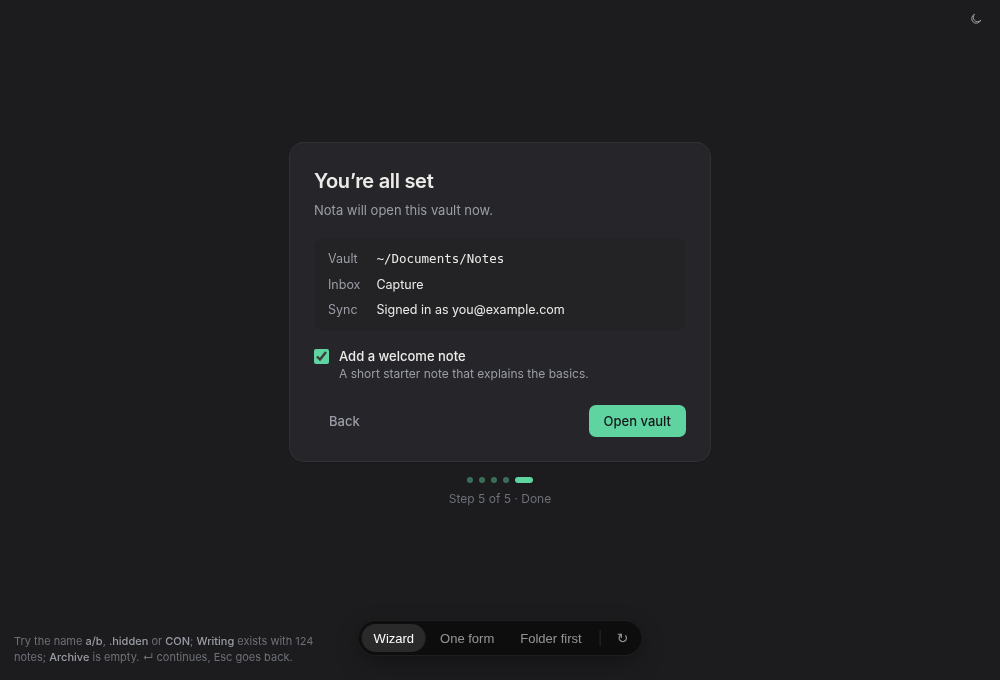 You’re all set
Nota will open this vault now.
Vault ~/Documents/Notes
Inbox Capture
Sync Signed in as you@example.com
Add a welcome note
A short starter note that explains the basics.
Back Open vault
Step 5 of 5 · Done
Try the name a/b, .hidden or CON; Writing exists with 124
notes; Archive is empty. ↵ continues, Esc goes back.
Wizard One form Folder first ↻